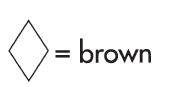 = brown